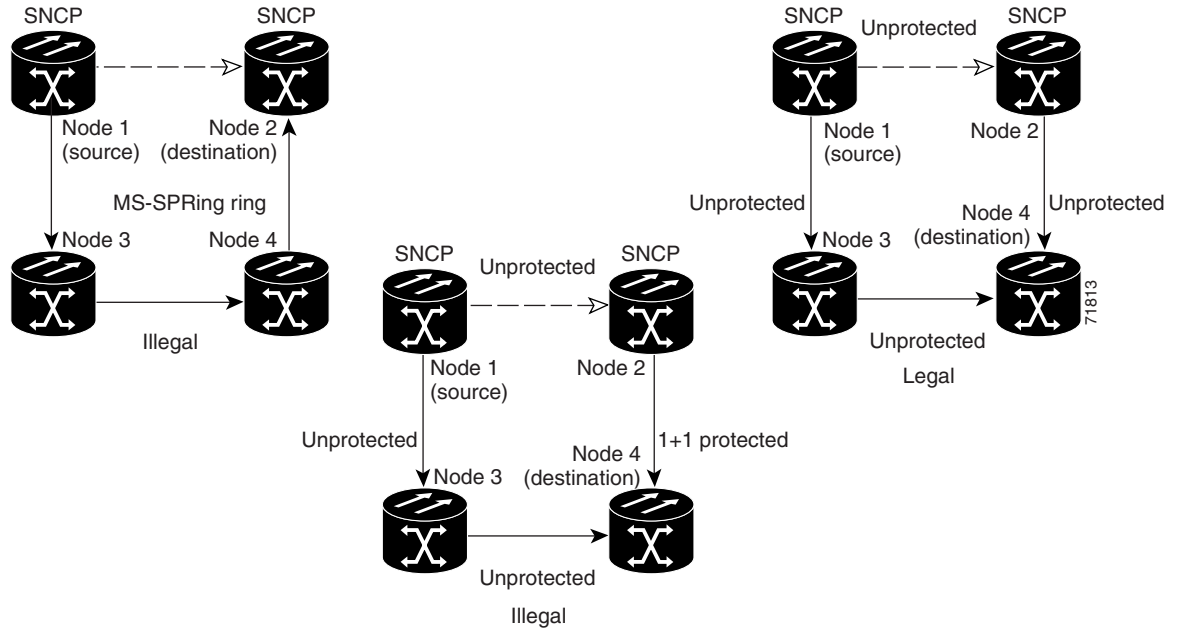 SNCP
SNCP
Node 1
(source)
Node 2
(destination)
MS-SPRing ring
Node 3
Node 4
Illegal
SNCP
SNCP
Unprotected
Node 1
(source)
Node 2
Unprotected
1+1 protected
Node 3
Node 4
(destination)
Unprotected
Illegal
SNCP
SNCP
Unprotected
Node 1
(source)
Node 2
Unprotected
Unprotected
Node 3
Node 4
(destination)
Unprotected
Legal
71813